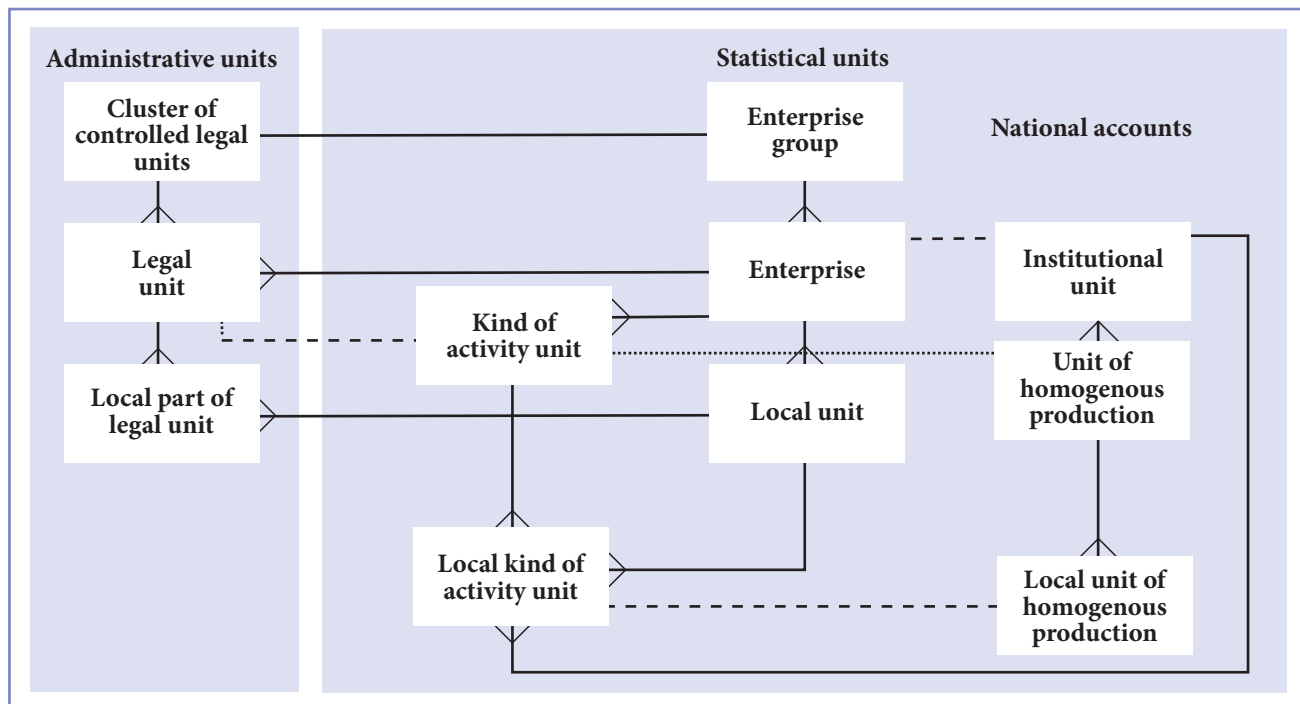 Administrative units
Statistical units
Cluster of
controlled legal
units
Enterprise
group
National accounts
Legal
unit
Enterprise
Institutional
unit
Kind of
activity unit
Local part of
legal unit
Local unit
Unit of
homogenous
production
Local kind of
activity unit
Local unit of
homogenous
production